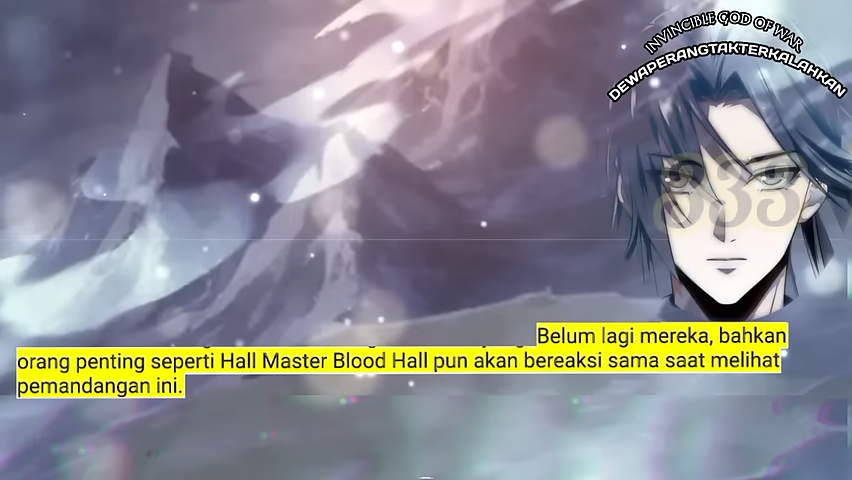 INVINCIBLE GOD OF WAR
DEWAPERANGTAKTERKALAHKAN
333
Belum lagi mereka, bahkan
orang penting seperti Hall Master Blood Hall pun akan bereaksi sama saat melihat
pemandangan ini.